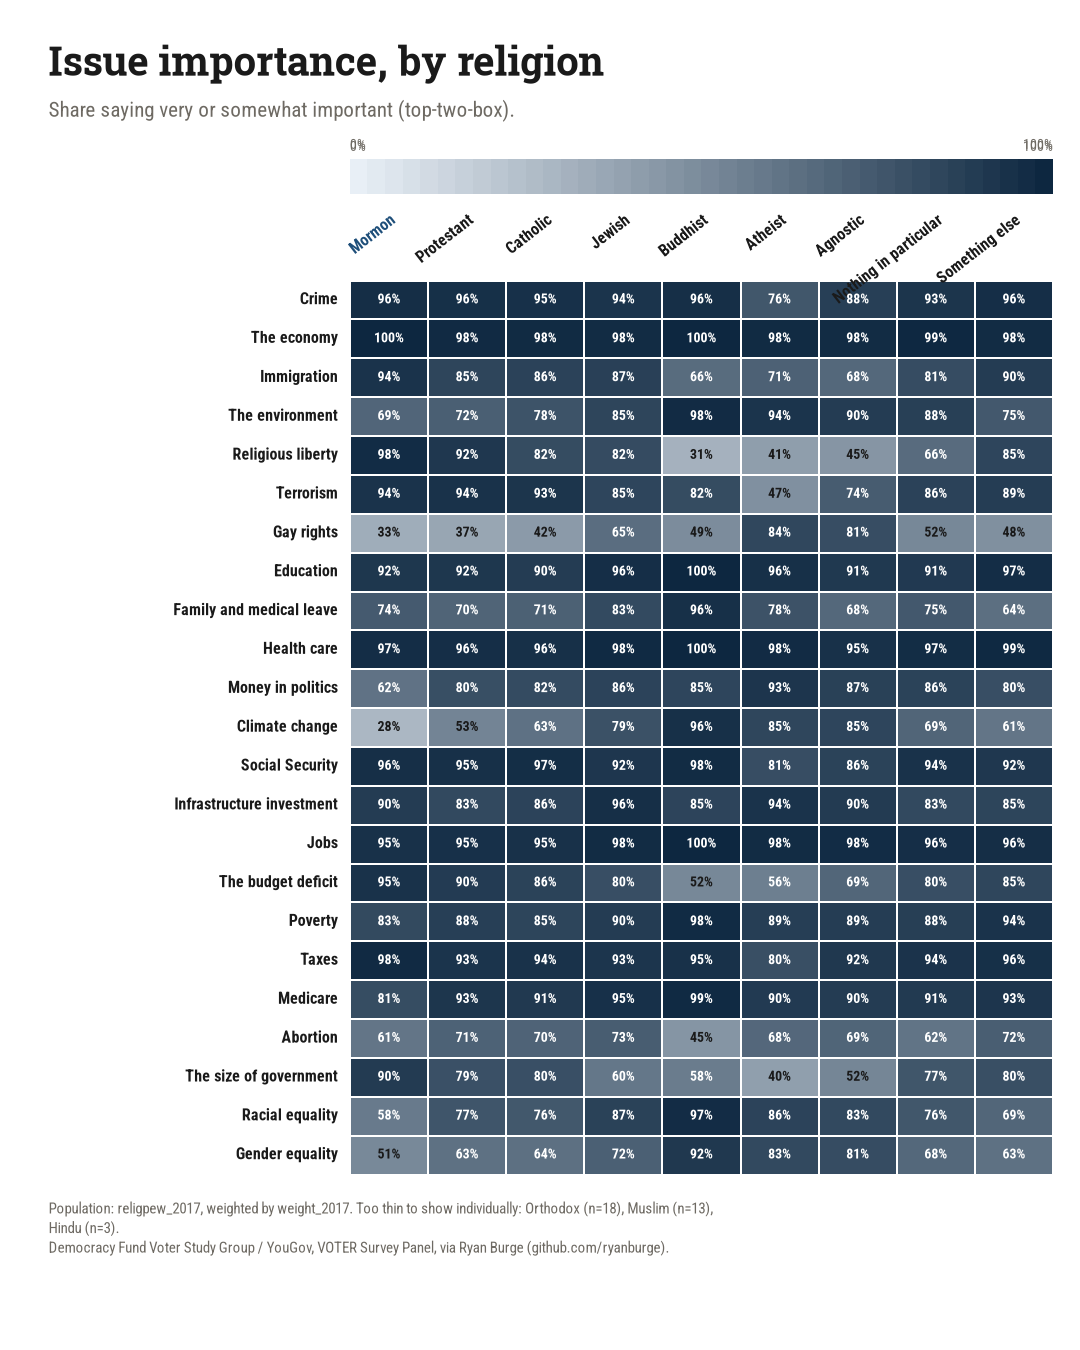 Issue importance, by religion
Share saying very or somewhat important (top-two-box).
0% 100%
Mormon Protestant Catholic Jewish Buddhist Atheist Agnostic Nothing in particular Something else
Crime 96% 96% 95% 94% 96% 76% 88% 93% 96%
The economy 100% 98% 98% 98% 100% 98% 98% 99% 98%
Immigration 94% 85% 86% 87% 66% 71% 68% 81% 90%
The environment 69% 72% 78% 85% 98% 94% 90% 88% 75%
Religious liberty 98% 92% 82% 82% 31% 41% 45% 66% 85%
Terrorism 94% 94% 93% 85% 82% 47% 74% 86% 89%
Gay rights 33% 37% 42% 65% 49% 84% 81% 52% 48%
Education 92% 92% 90% 96% 100% 96% 91% 91% 97%
Family and medical leave 74% 70% 71% 83% 96% 78% 68% 75% 64%
Health care 97% 96% 96% 98% 100% 98% 95% 97% 99%
Money in politics 62% 80% 82% 86% 85% 93% 87% 86% 80%
Climate change 28% 53% 63% 79% 96% 85% 85% 69% 61%
Social Security 96% 95% 97% 92% 98% 81% 86% 94% 92%
Infrastructure investment 90% 83% 86% 96% 85% 94% 90% 83% 85%
Jobs 95% 95% 95% 98% 100% 98% 98% 96% 96%
The budget deficit 95% 90% 86% 80% 52% 56% 69% 80% 85%
Poverty 83% 88% 85% 90% 98% 89% 89% 88% 94%
Taxes 98% 93% 94% 93% 95% 80% 92% 94% 96%
Medicare 81% 93% 91% 95% 99% 90% 90% 91% 93%
Abortion 61% 71% 70% 73% 45% 68% 69% 62% 72%
The size of government 90% 79% 80% 60% 58% 40% 52% 77% 80%
Racial equality 58% 77% 76% 87% 97% 86% 83% 76% 69%
Gender equality 51% 63% 64% 72% 92% 83% 81% 68% 63%
Population: religpew_2017, weighted by weight_2017. Too thin to show individually: Orthodox (n=18), Muslim (n=13),
Hindu (n=3).
Democracy Fund Voter Study Group / YouGov, VOTER Survey Panel, via Ryan Burge (github.com/ryanburge).